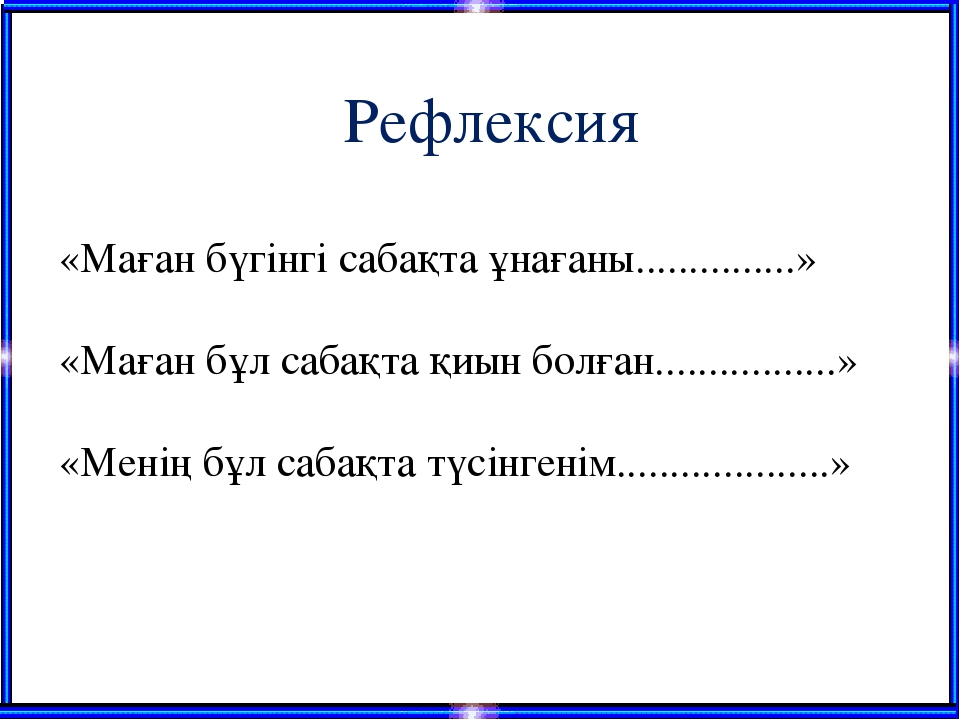 Рефлексия
«Маған бүгінгі сабақта ұнағаны...............»
«Маған бұл сабақта қиын болған.................»
«Менің бұл сабақта түсінгенім....................»